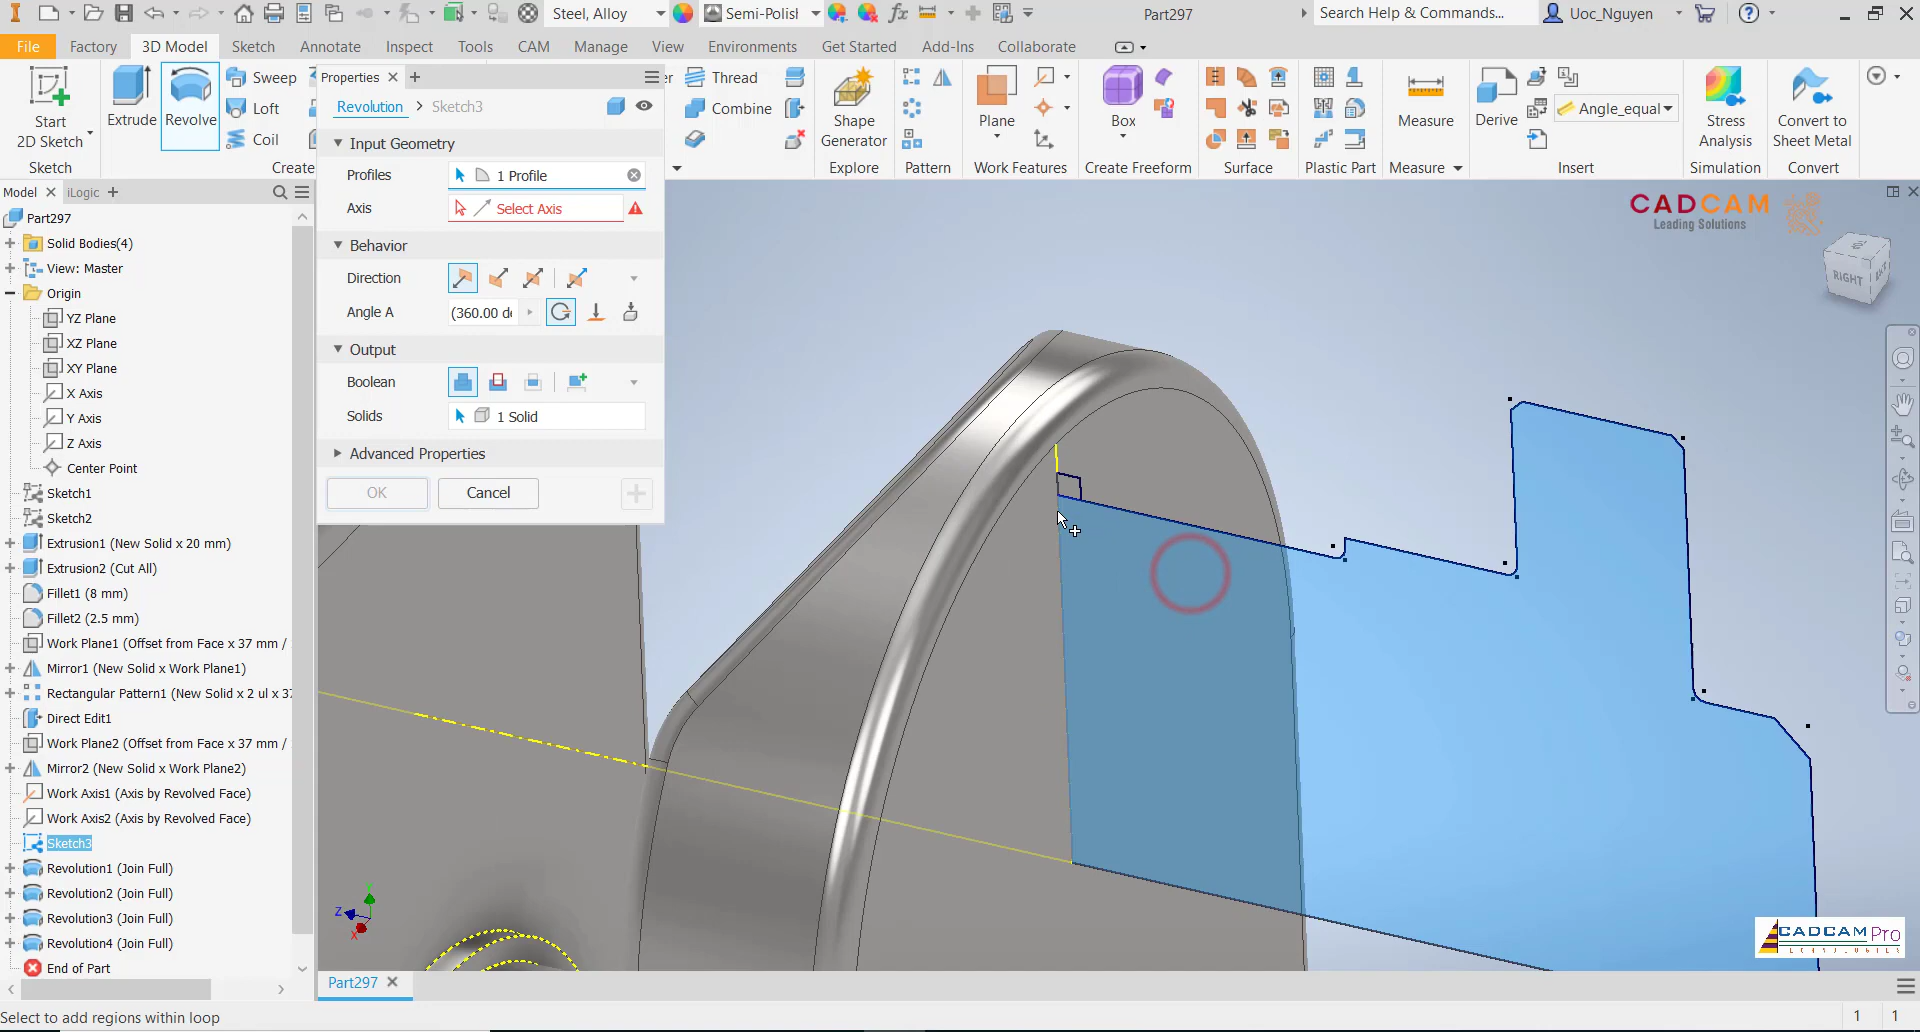 Steel, Alloy
Semi-Polish
Part297
Search Help & Commands...
Uoc_Nguyen
File
Factory
3D Model
Sketch
Annotate
Inspect
Tools
CAM
Manage
View
Environments
Get Started
Add-Ins
Collaborate
Start
2D Sketch
Sketch
Extrude
Revolve
Sweep
Loft
Coil
Create
Properties
Revolution > Sketch3
Input Geometry
Profiles
1 Profile
Axis
Select Axis
Behavior
Direction
Angle A
(360.00 de
Output
Boolean
Solids
1 Solid
Advanced Properties
OK
Cancel
Thread
Combine
Shape
Generator
Explore
Pattern
Plane
Work Features
Box
Create Freeform
Surface
Plastic Part
Measure
Measure
Derive
Angle_equal
Insert
Stress
Analysis
Simulation
Convert to
Sheet Metal
Convert
Model
iLogic
Part297
Solid Bodies(4)
View: Master
Origin
YZ Plane
XZ Plane
XY Plane
X Axis
Y Axis
Z Axis
Center Point
Sketch1
Sketch2
Extrusion1 (New Solid x 20 mm)
Extrusion2 (Cut All)
Fillet1 (8 mm)
Fillet2 (2.5 mm)
Work Plane1 (Offset from Face x 37 mm /
Mirror1 (New Solid x Work Plane1)
Rectangular Pattern1 (New Solid x 2 ul x 37
Direct Edit1
Work Plane2 (Offset from Face x 37 mm /
Mirror2 (New Solid x Work Plane2)
Work Axis1 (Axis by Revolved Face)
Work Axis2 (Axis by Revolved Face)
Sketch3
Revolution1 (Join Full)
Revolution2 (Join Full)
Revolution3 (Join Full)
Revolution4 (Join Full)
End of Part
CADCAM
Leading Solutions
RIGHT
Z
X
CADCAM Pro
Part297
Select to add regions within loop
1
1